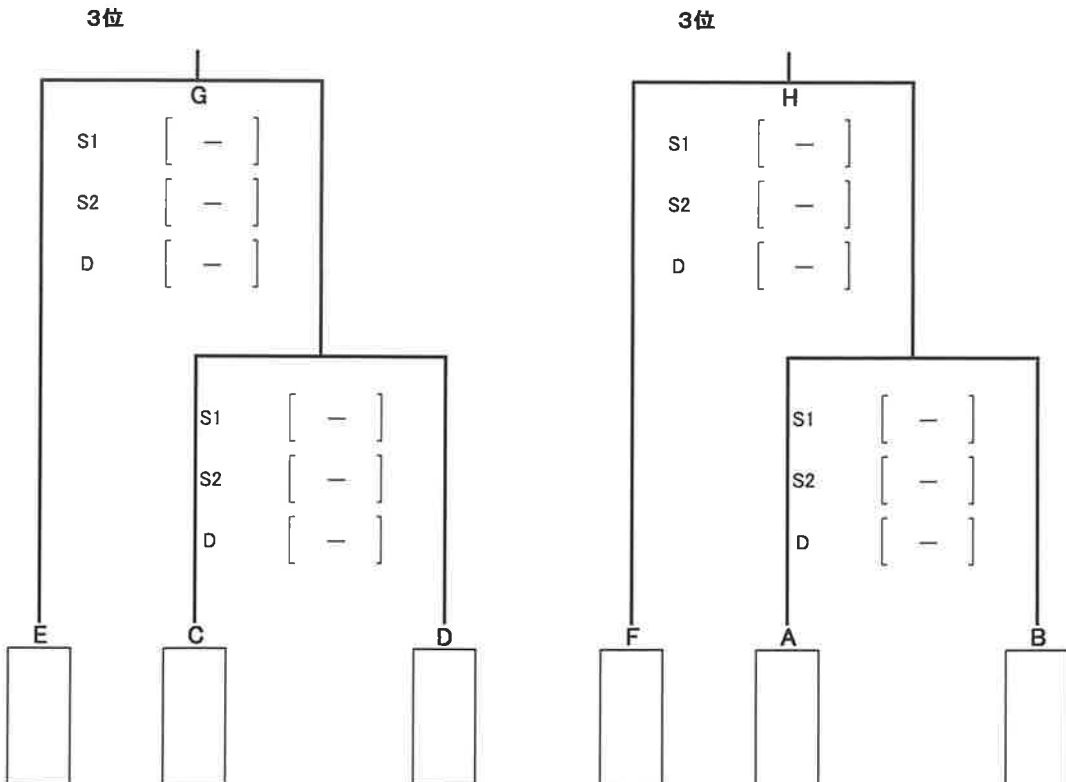 3位 3位
G H
S1 [ － ] S1 [ － ]
S2 [ － ] S2 [ － ]
D [ － ] D [ － ]
S1 [ － ] S1 [ － ]
S2 [ － ] S2 [ － ]
D [ － ] D [ － ]
E C D F A B